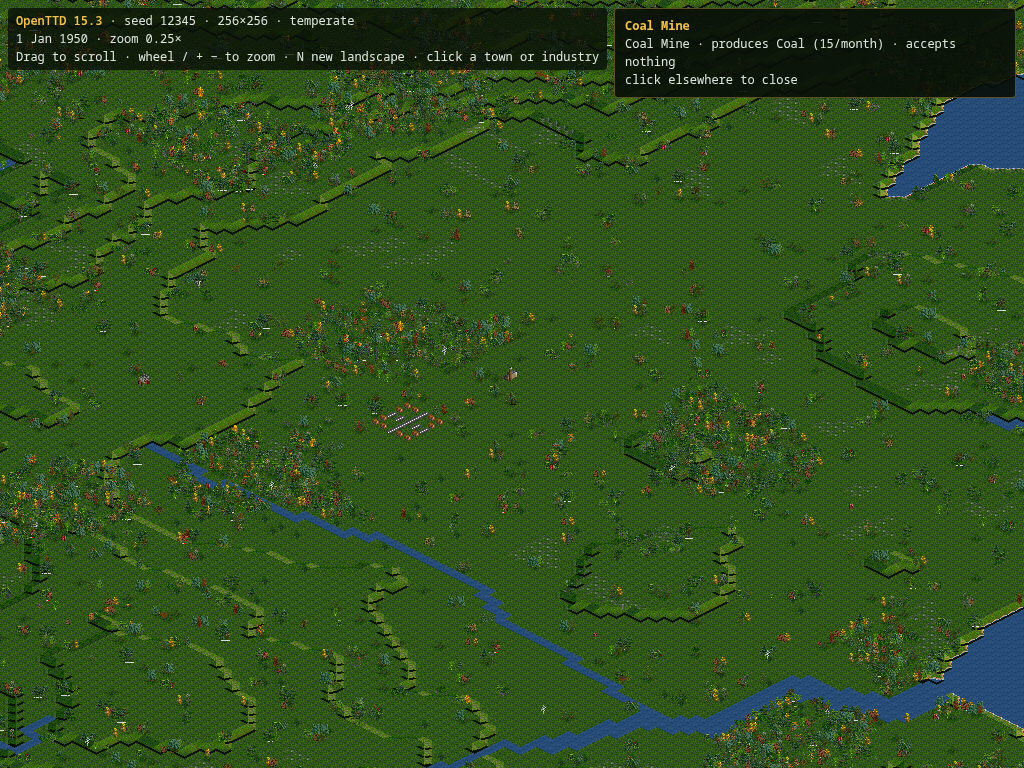 OpenTTD 15.3 · seed 12345 · 256×256 · temperate
1 Jan 1950 · zoom 0.25×
Drag to scroll · wheel / + − to zoom · N new landscape · click a town or industry
Coal Mine
Coal Mine · produces Coal (15/month) · accepts
nothing
click elsewhere to close